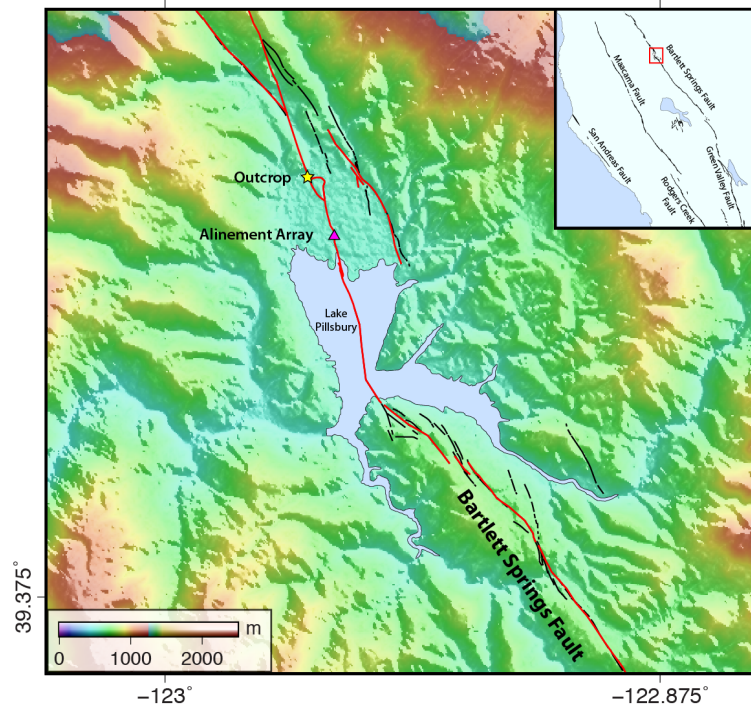 Maacama Fault
Bartlett Springs Fault
San Andreas Fault
Rodgers Creek
Fault
Green Valley Fault
Outcrop
Alinement Array
Lake
Pillsbury
Bartlett Springs Fault
39.375°
m
0 1000 2000
−123° −122.875°